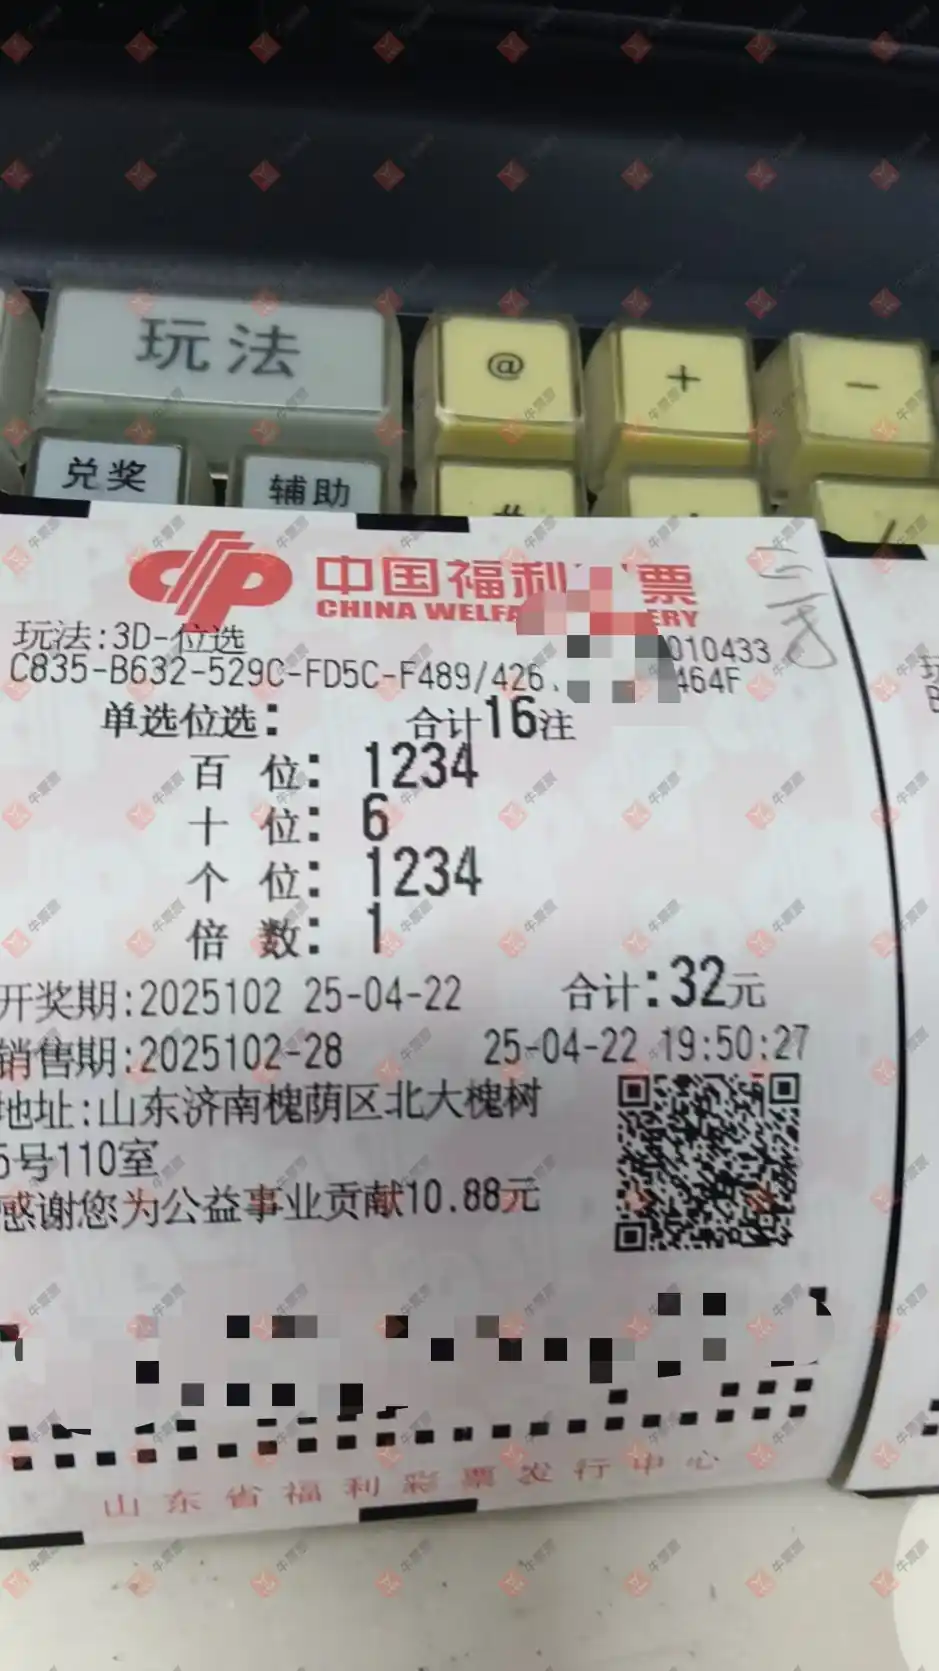 玩法
@
+
-
兑奖
辅助
#
/
中国福利 票
CHINA WELFA ERY
玩法:3D-位选
010433
C835-B632-529C-FD5C-F489/426 464F
单选位选: 合计16注
百 位: 1234
十 位: 6
个 位: 1234
倍 数: 1
开奖期:2025102 25-04-22 合计:32元
销售期:2025102-28 25-04-22 19:50:27
地址:山东济南槐荫区北大槐树
5号110室
感谢您为公益事业贡献10.88元
山东省福利彩票发行中心
牛票票